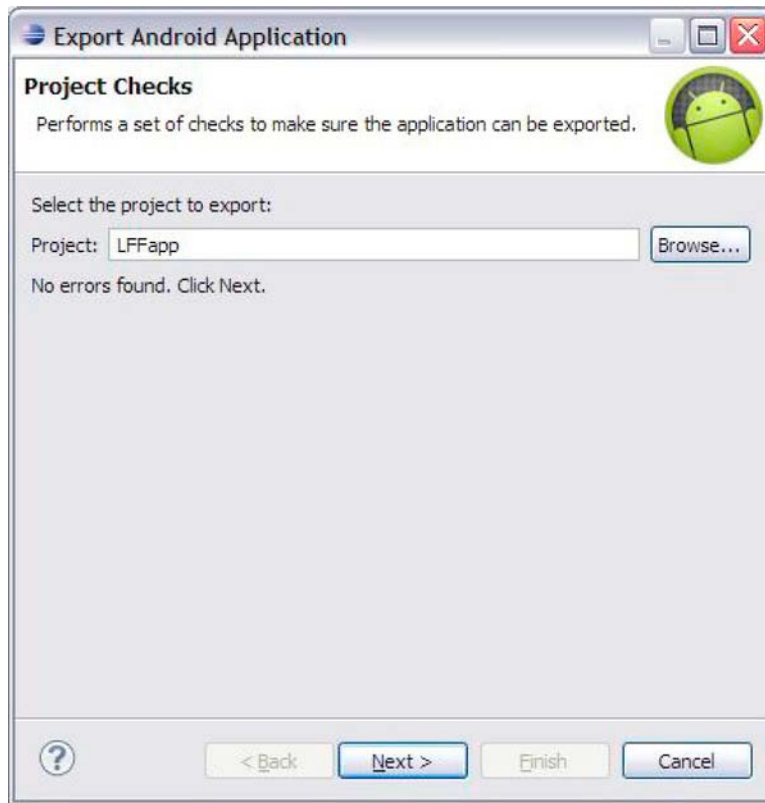 Export Android Application
Project Checks
Performs a set of checks to make sure the application can be exported.
Select the project to export:
Project: LFFapp Browse...
No errors found. Click Next.
? < Back Next > Finish Cancel